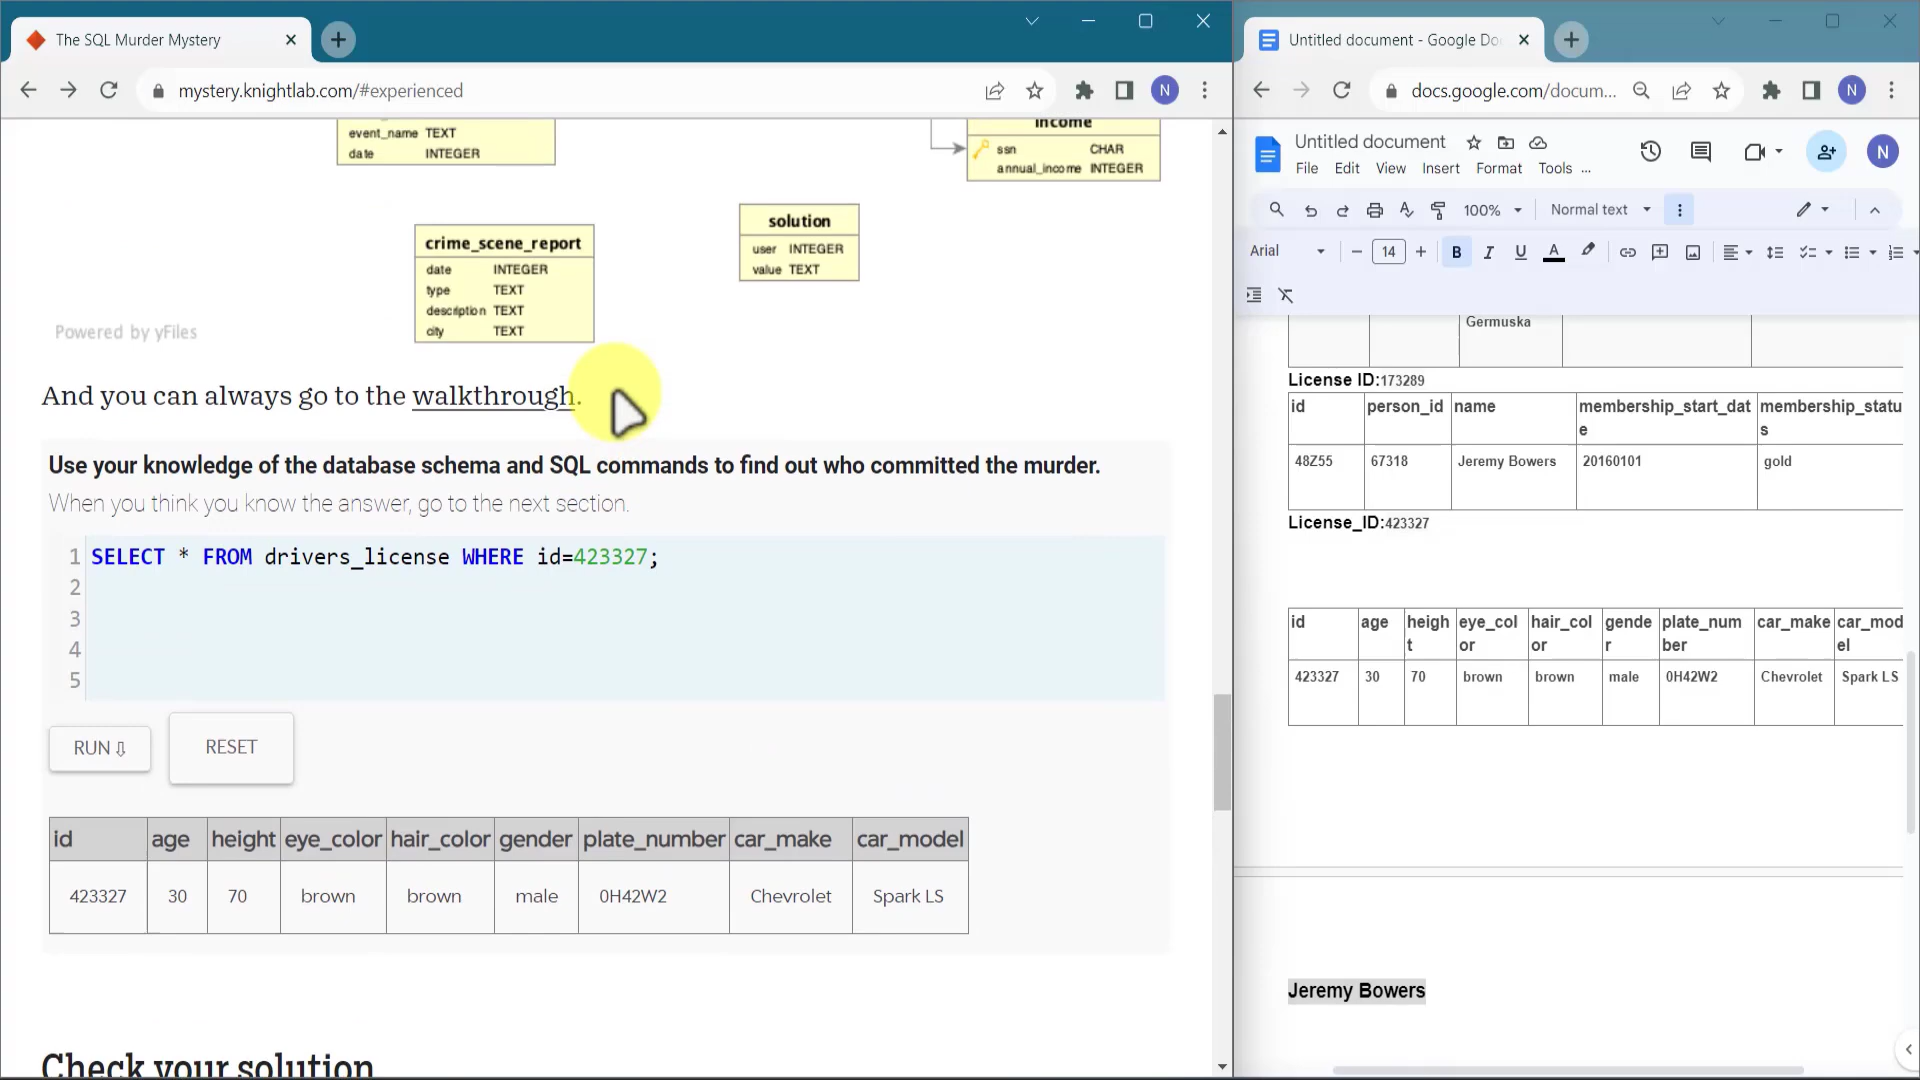 The SQL Murder Mystery
mystery.knightlab.com/#experienced
N
event_name TEXT
date INTEGER
income
ssn CHAR
annual_income INTEGER
solution
user INTEGER
value TEXT
crime_scene_report
date INTEGER
type TEXT
description TEXT
city TEXT
Powered by yFiles
And you can always go to the walkthrough.
Use your knowledge of the database schema and SQL commands to find out who committed the murder.
When you think you know the answer, go to the next section.
1 SELECT * FROM drivers_license WHERE id=423327;
2
3
4
5
RUN ⇩ RESET
id age height eye_color hair_color gender plate_number car_make car_model
423327 30 70 brown brown male 0H42W2 Chevrolet Spark LS
Check your solution
Untitled document - Google Do
docs.google.com/docum...
N
Untitled document
N
File Edit View Insert Format Tools ...
100% Normal text
Arial 14 B I U A
Germuska
License ID:173289
id person_id name membership_start_dat membership_statu
e s
48Z55 67318 Jeremy Bowers 20160101 gold
License_ID:423327
id age heigh eye_col hair_col gende plate_num car_make car_mod
t or or r ber el
423327 30 70 brown brown male 0H42W2 Chevrolet Spark LS
Jeremy Bowers